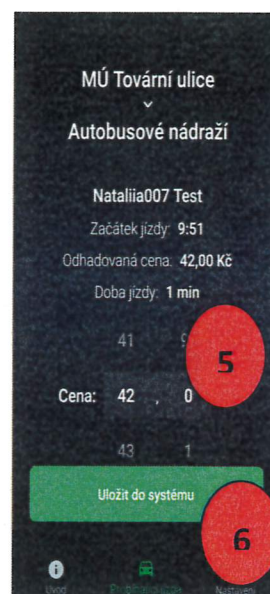 MÚ Tovární ulice
Autobusové nádraží
Nataliia007 Test
Začátek jízdy: 9:51
Odhadovaná cena: 42,00 Kč
Doba jízdy: 1 min
41 9
5
Cena: 42 , 0
43 1
Uložit do systému
6
Úvod Nastavení